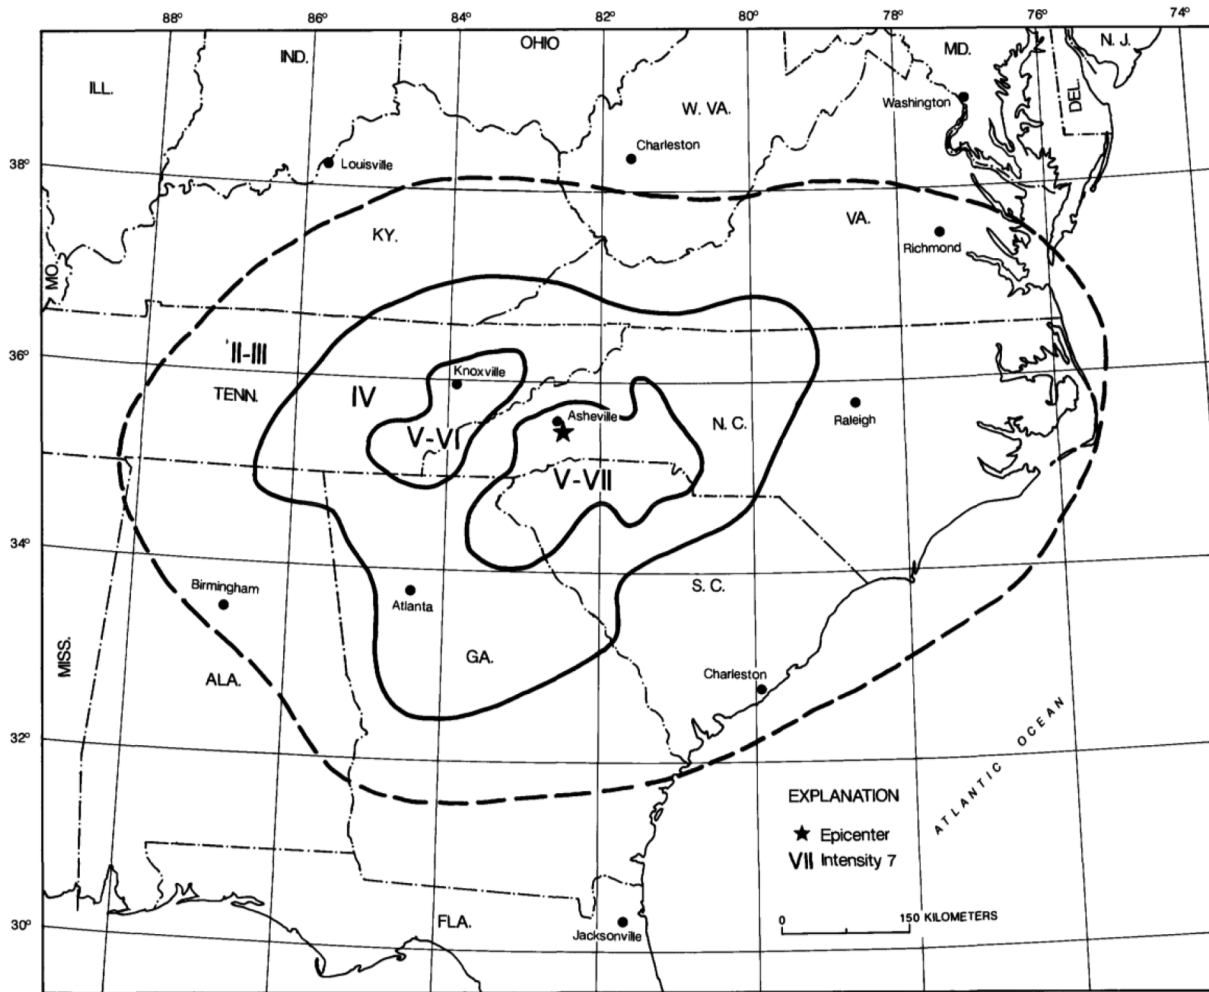 88° 86° 84° 82° 80° 78° 76° 74°
IND. OHIO MD. N. J.
ILL. W. VA. DEL.
Washington
Charleston
38° Louisville
KY. VA.
Richmond
MO.
36° II-III
Knoxville
TENN. IV
Asheville N. C. Raleigh
V-VI
V-VII
34°
Birmingham S. C.
Atlanta
MISS. GA.
ALA. Charleston
32°
ATLANTIC OCEAN
EXPLANATION
Epicenter
VII Intensity 7
30° FLA. 0 150 KILOMETERS
Jacksonville